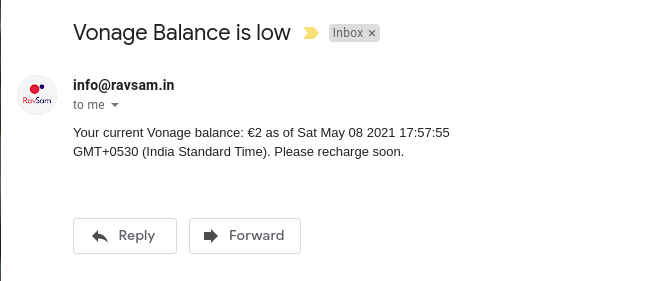 Vonage Balance is low
Inbox ×
info@ravsam.in
RavSam
to me
Your current Vonage balance: €2 as of Sat May 08 2021 17:57:55
GMT+0530 (India Standard Time). Please recharge soon.
Reply
Forward